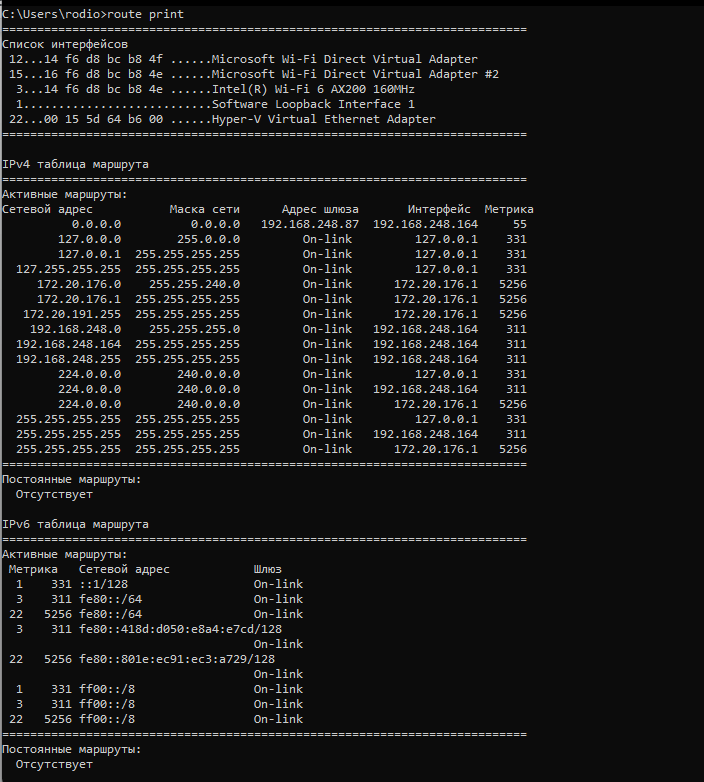 C:\Users\rodio>route print
===========================================================================
Список интерфейсов
 12...14 f6 d8 bc b8 4f ......Microsoft Wi-Fi Direct Virtual Adapter
 15...16 f6 d8 bc b8 4e ......Microsoft Wi-Fi Direct Virtual Adapter #2
  3...14 f6 d8 bc b8 4e ......Intel(R) Wi-Fi 6 AX200 160MHz
  1...........................Software Loopback Interface 1
 22...00 15 5d 64 b6 00 ......Hyper-V Virtual Ethernet Adapter
===========================================================================
IPv4 таблица маршрута
===========================================================================
Активные маршруты:
Сетевой адрес           Маска сети      Адрес шлюза       Интерфейс  Метрика
          0.0.0.0          0.0.0.0   192.168.248.87  192.168.248.164     55
        127.0.0.0        255.0.0.0         On-link         127.0.0.1    331
        127.0.0.1  255.255.255.255         On-link         127.0.0.1    331
  127.255.255.255  255.255.255.255         On-link         127.0.0.1    331
     172.20.176.0    255.255.240.0         On-link      172.20.176.1   5256
     172.20.176.1  255.255.255.255         On-link      172.20.176.1   5256
   172.20.191.255  255.255.255.255         On-link      172.20.176.1   5256
    192.168.248.0    255.255.255.0         On-link   192.168.248.164    311
  192.168.248.164  255.255.255.255         On-link   192.168.248.164    311
  192.168.248.255  255.255.255.255         On-link   192.168.248.164    311
        224.0.0.0        240.0.0.0         On-link         127.0.0.1    331
        224.0.0.0        240.0.0.0         On-link   192.168.248.164    311
        224.0.0.0        240.0.0.0         On-link      172.20.176.1   5256
  255.255.255.255  255.255.255.255         On-link         127.0.0.1    331
  255.255.255.255  255.255.255.255         On-link   192.168.248.164    311
  255.255.255.255  255.255.255.255         On-link      172.20.176.1   5256
===========================================================================
Постоянные маршруты:
  Отсутствует
IPv6 таблица маршрута
===========================================================================
Активные маршруты:
 Метрика   Сетевой адрес            Шлюз
  1    331 ::1/128                  On-link
  3    311 fe80::/64                On-link
 22   5256 fe80::/64                On-link
  3    311 fe80::418d:d050:e8a4:e7cd/128
                                    On-link
 22   5256 fe80::801e:ec91:ec3:a729/128
                                    On-link
  1    331 ff00::/8                 On-link
  3    311 ff00::/8                 On-link
 22   5256 ff00::/8                 On-link
===========================================================================
Постоянные маршруты:
  Отсутствует